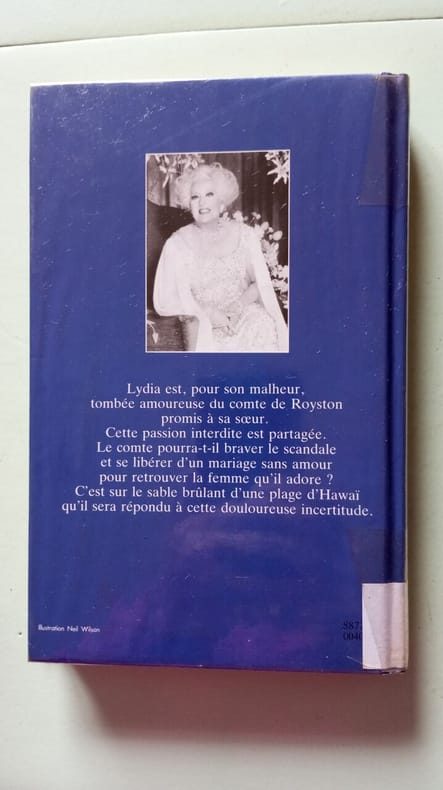 Lydia est, pour son malheur,
tombée amoureuse du comte de Royston
promis à sa sœur.
Cette passion interdite est partagée.
Le comte pourra-t-il braver le scandale
et se libérer d'un mariage sans amour
pour retrouver la femme qu'il adore ?
C'est sur le sable brûlant d'une plage d'Hawaï
qu'il sera répondu à cette douloureuse incertitude.
Illustration Neil Wilson